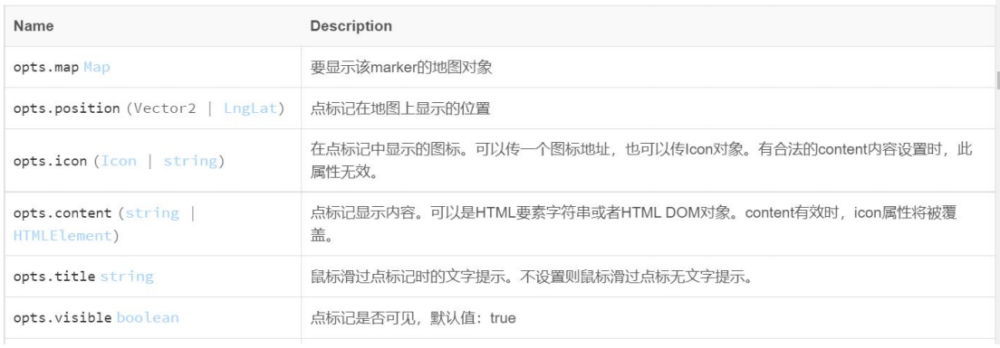 Name Description
opts.map Map 要显示该marker的地图对象
opts.position (Vector2 | LngLat) 点标记在地图上显示的位置
opts.icon (Icon | string) 在点标记中显示的图标。可以传一个图标地址，也可以传Icon对象。有合法的content内容设置时，此
属性无效。
opts.content (string | 点标记显示内容。可以是HTML要素字符串或者HTML DOM对象。content有效时，icon属性将被覆
HTMLElement) 盖。
opts.title string 鼠标滑过点标记时的文字提示。不设置则鼠标滑过点标无文字提示。
opts.visible boolean 点标记是否可见，默认值：true